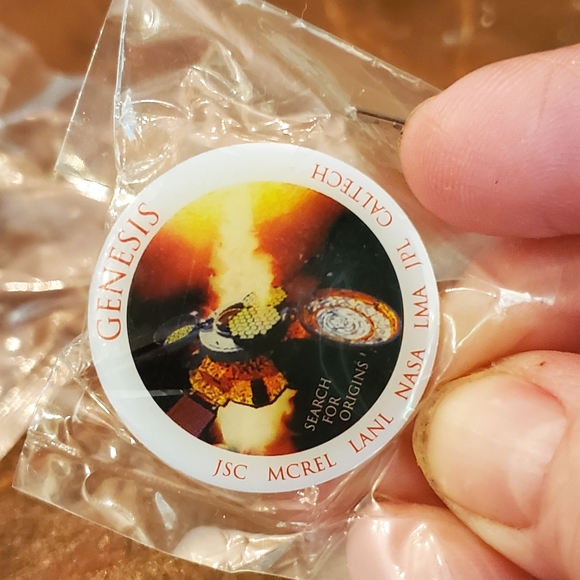 GENESIS
JSC MCREL LANL NASA LMA JPL CALTECH
SEARCH
FOR
ORIGINS